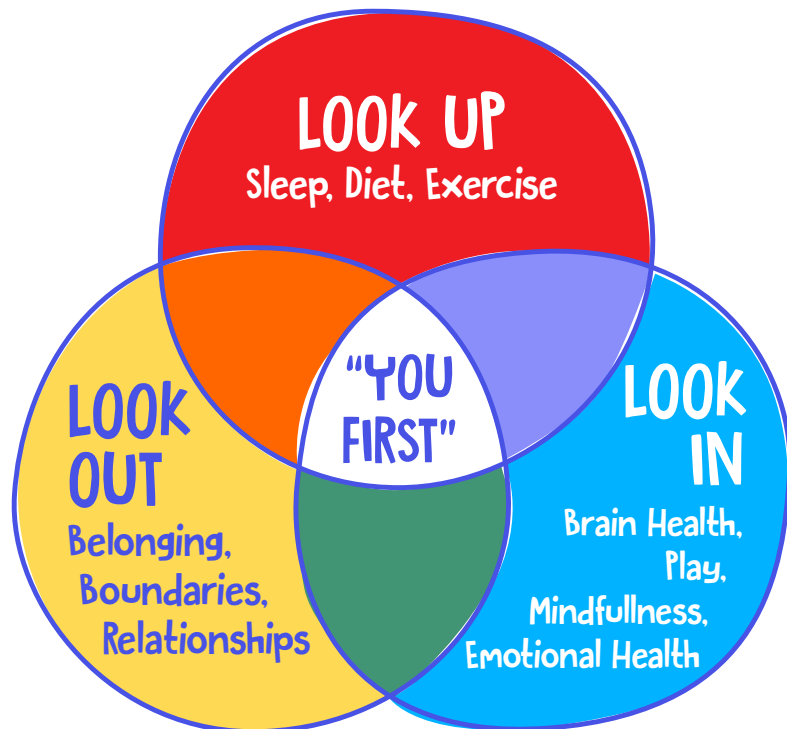 LOOK UP
Sleep, Diet, Exercise
"YOU
FIRST"
LOOK
OUT
Belonging,
Boundaries,
Relationships
LOOK
IN
Brain Health,
Play,
Mindfullness,
Emotional Health